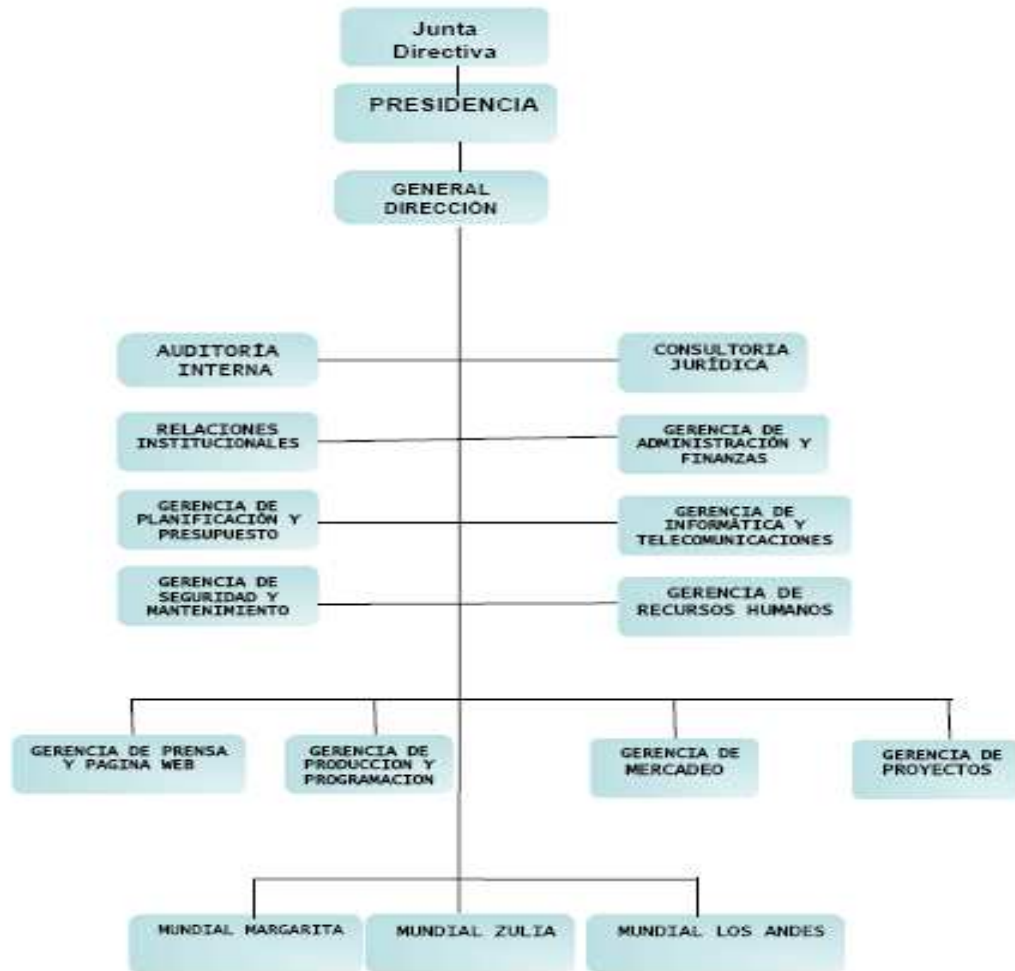 Junta
Directiva
PRESIDENCIA
GENERAL
DIRECCIÓN
AUDITORÍA
INTERNA
CONSULTORIA
JURÍDICA
RELACIONES
INSTITUCIONALES
GERENCIA DE
ADMINISTRACIÓN Y
FINANZAS
GERENCIA DE
PLANIFICACIÓN Y
PRESUPUESTO
GERENCIA DE
INFORMÁTICA Y
TELECOMUNICACIONES
GERENCIA DE
SEGURIDAD Y
MANTENIMIENTO
GERENCIA DE
RECURSOS HUMANOS
GERENCIA DE PRENSA
Y PAGINA WEB
GERENCIA DE
PRODUCCION Y
PROGRAMACION
GERENCIA DE
MERCADEO
GERENCIA DE
PROYECTOS
MUNDIAL MARGARITA
MUNDIAL ZULIA
MUNDIAL LOS ANDES